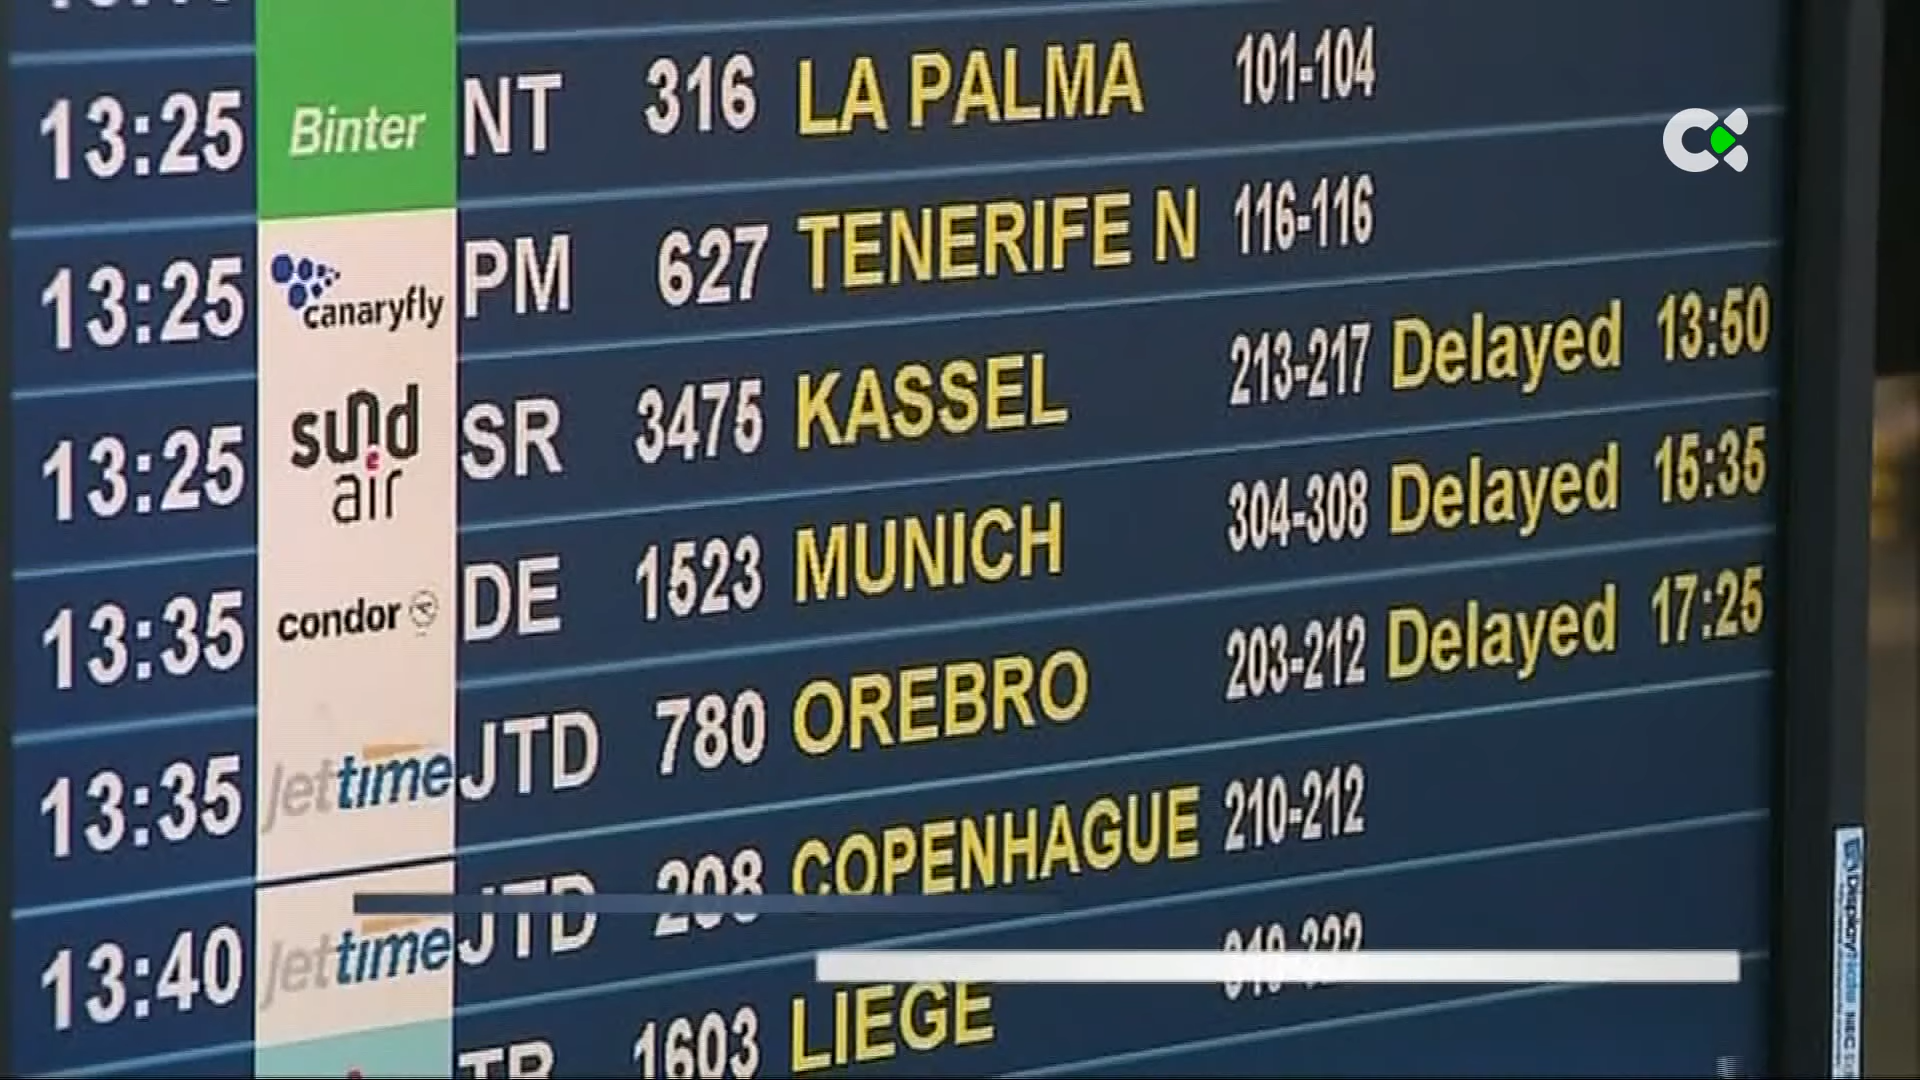 13:25 Binter NT 316 LA PALMA 101-104
13:25 canaryfly PM 627 TENERIFE N 116-116
13:25 sundair SR 3475 KASSEL 213-217 Delayed 13:50
13:35 condor DE 1523 MUNICH 304-308 Delayed 15:35
13:35 Jettime JTD 780 OREBRO 203-212 Delayed 17:25
13:40 Jettime JTD 208 COPENHAGUE 210-212
TB 1603 LIEGE